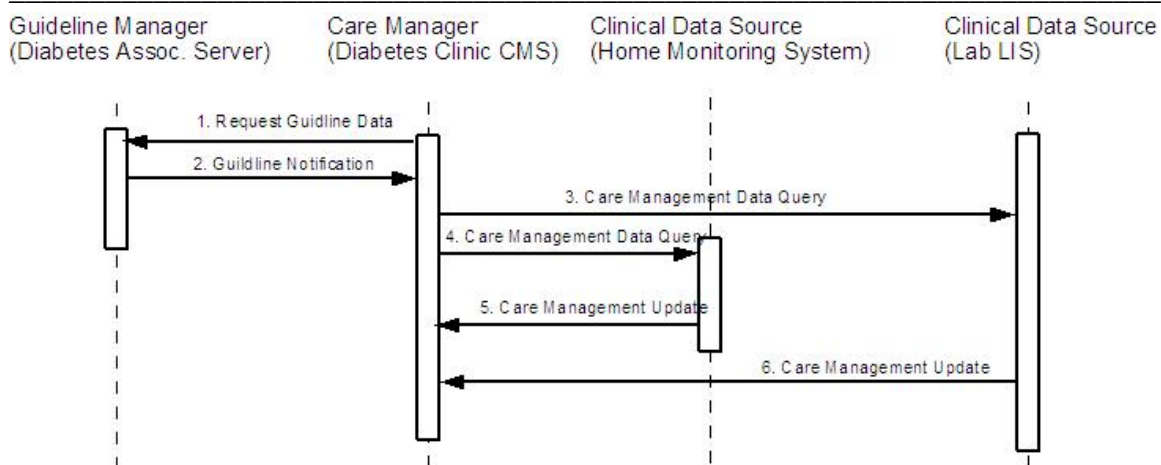 Guideline Manager
(Diabetes Assoc. Server)
Care Manager
(Diabetes Clinic CMS)
Clinical Data Source
(Home Monitoring System)
Clinical Data Source
(Lab LIS)
1. Request Guidline Data
2. Guildline Notification
3. Care Management Data Query
4. Care Management Data Query
5. Care Management Update
6. Care Management Update